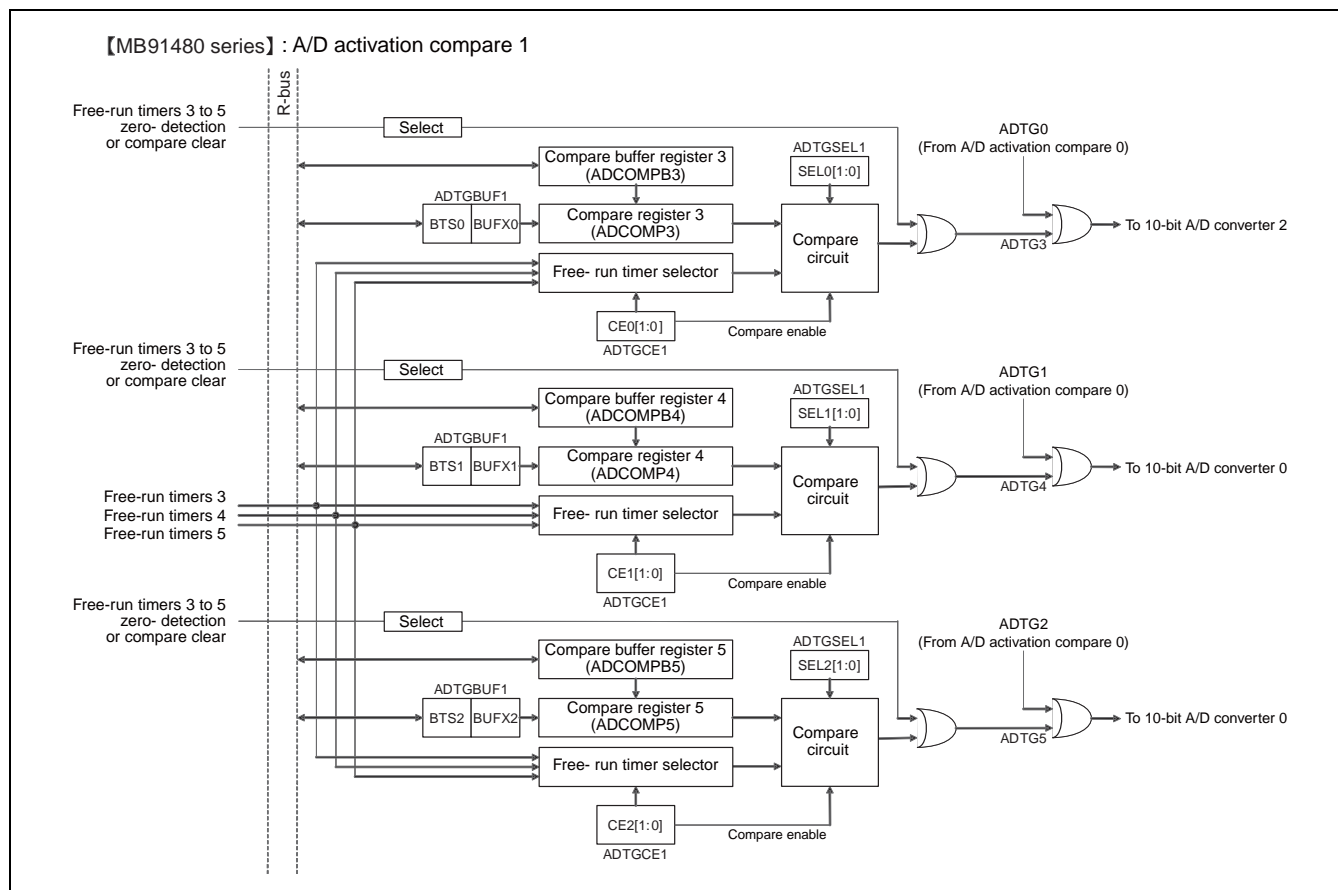 【MB91480 series】: A/D activation compare 1
R-bus
Free-run timers 3 to 5
zero- detection
or compare clear
Select
Compare buffer register 3
(ADCOMPB3)
ADTGSEL1
SEL0[1:0]
ADTG0
(From A/D activation compare 0)
ADTGBUF1
BTS0 BUFX0
Compare register 3
(ADCOMP3)
Compare
circuit
ADTG3
To 10-bit A/D converter 2
Free- run timer selector
CE0[1:0]
Compare enable
ADTGCE1
Free-run timers 3 to 5
zero- detection
or compare clear
Select
Compare buffer register 4
(ADCOMPB4)
ADTGSEL1
SEL1[1:0]
ADTG1
(From A/D activation compare 0)
ADTGBUF1
BTS1 BUFX1
Compare register 4
(ADCOMP4)
Compare
circuit
ADTG4
To 10-bit A/D converter 0
Free-run timers 3
Free-run timers 4
Free-run timers 5
Free- run timer selector
CE1[1:0]
Compare enable
ADTGCE1
Free-run timers 3 to 5
zero- detection
or compare clear
Select
Compare buffer register 5
(ADCOMPB5)
ADTGSEL1
SEL2[1:0]
ADTG2
(From A/D activation compare 0)
ADTGBUF1
BTS2 BUFX2
Compare register 5
(ADCOMP5)
Compare
circuit
ADTG5
To 10-bit A/D converter 0
Free- run timer selector
CE2[1:0]
Compare enable
ADTGCE1